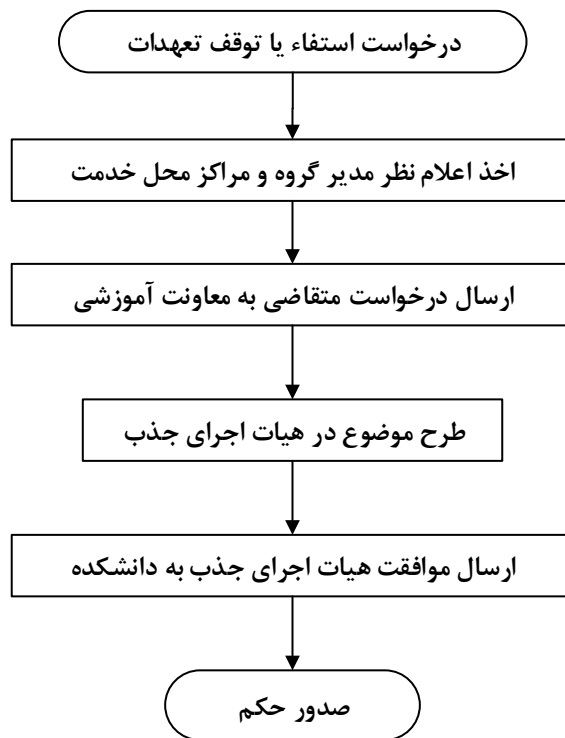 درخواست استفاء یا توقف تعهدات
اخذ اعلام نظر مدیر گروه و مراکز محل خدمت
ارسال درخواست متقاضی به معاونت آموزشی
طرح موضوع در هیات اجرای جذب
ارسال موافقت هیات اجرای جذب به دانشکده
صدور حکم